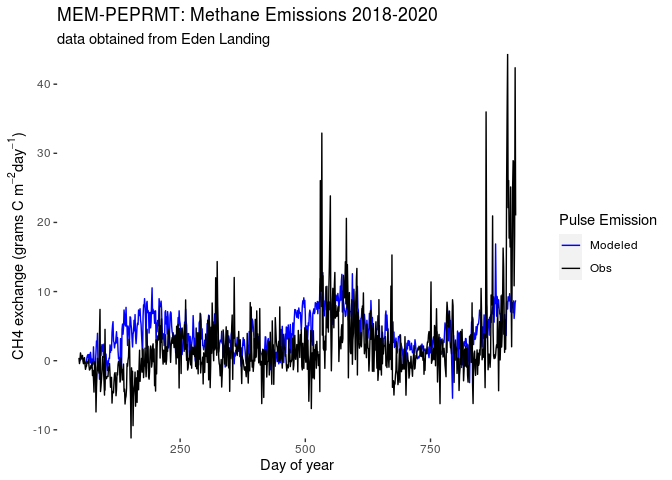 MEM-PEPRMT: Methane Emissions 2018-2020
data obtained from Eden Landing
CH4 exchange (grams C m⁻²day⁻¹)
40
30
20
10
0
-10
250
500
750
Day of year
Pulse Emission
Modeled
Obs